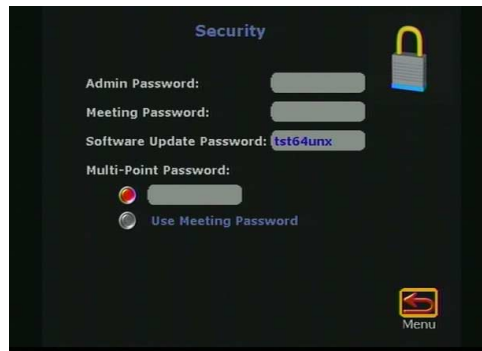 Security
Admin Password:
Meeting Password:
Software Update Password: tst64unx
Multi-Point Password:
Use Meeting Password
Menu